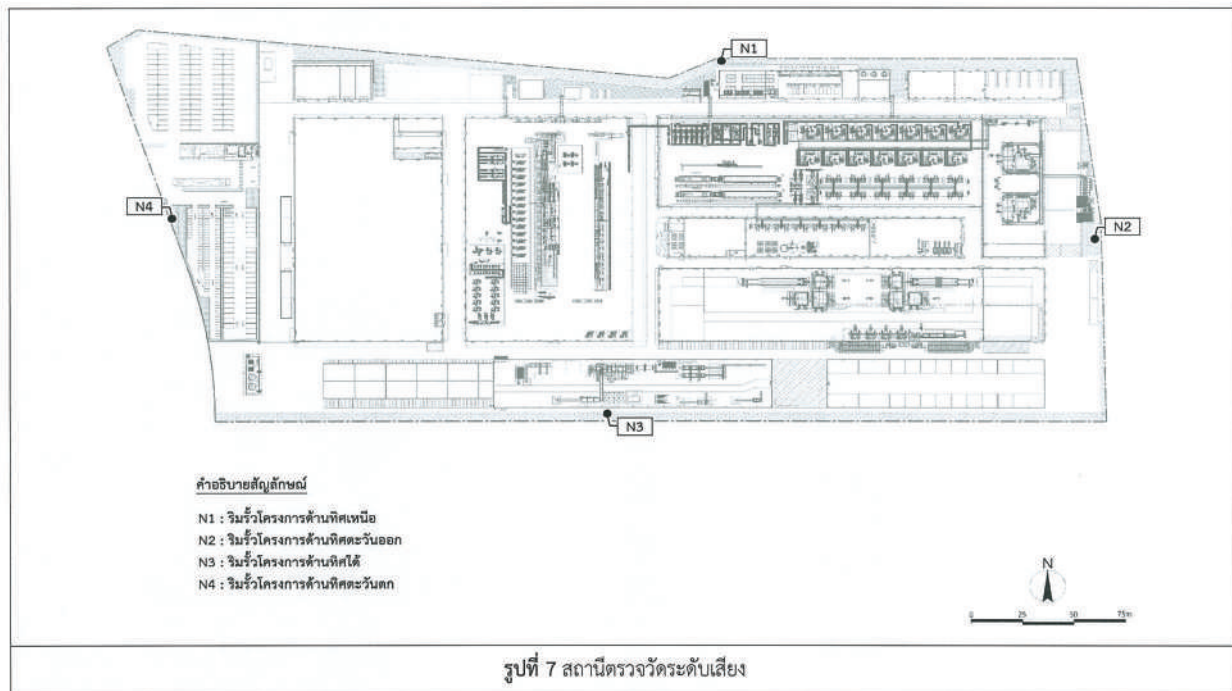 N1
N4
N2
N3
คำอธิบายสัญลักษณ์
N1 : ริมรั้วโครงการด้านทิศเหนือ
N2 : ริมรั้วโครงการด้านทิศตะวันออก
N3 : ริมรั้วโครงการด้านทิศใต้
N4 : ริมรั้วโครงการด้านทิศตะวันตก
N
0 25 50 75m
รูปที่ 7 สถานีตรวจวัดระดับเสียง